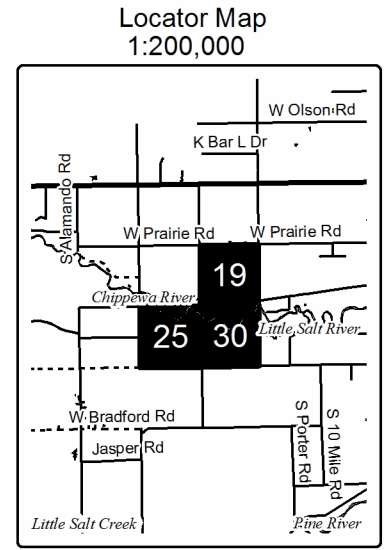 Locator Map
1:200,000
W Olson Rd
K Bar L Dr
S Alamando Rd
W Prairie Rd
W Prairie Rd
19
Chippewa River
25
30
Little Salt River
W Bradford Rd
Jasper Rd
S Porter Rd
S 10 Mile Rd
Little Salt Creek
Pine River